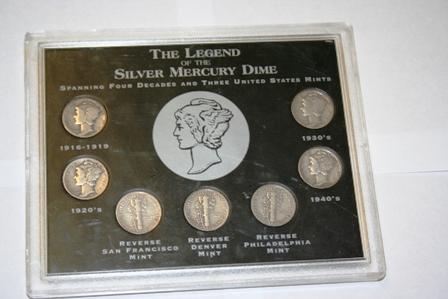 THE LEGEND
OF THE
SILVER MERCURY DIME
SPANNING FOUR DECADES AND THREE UNITED STATES MINTS
1916-1919
1930's
1920's
1940's
REVERSE
SAN FRANCISCO
MINT
REVERSE
DENVER
MINT
REVERSE
PHILADELPHIA
MINT